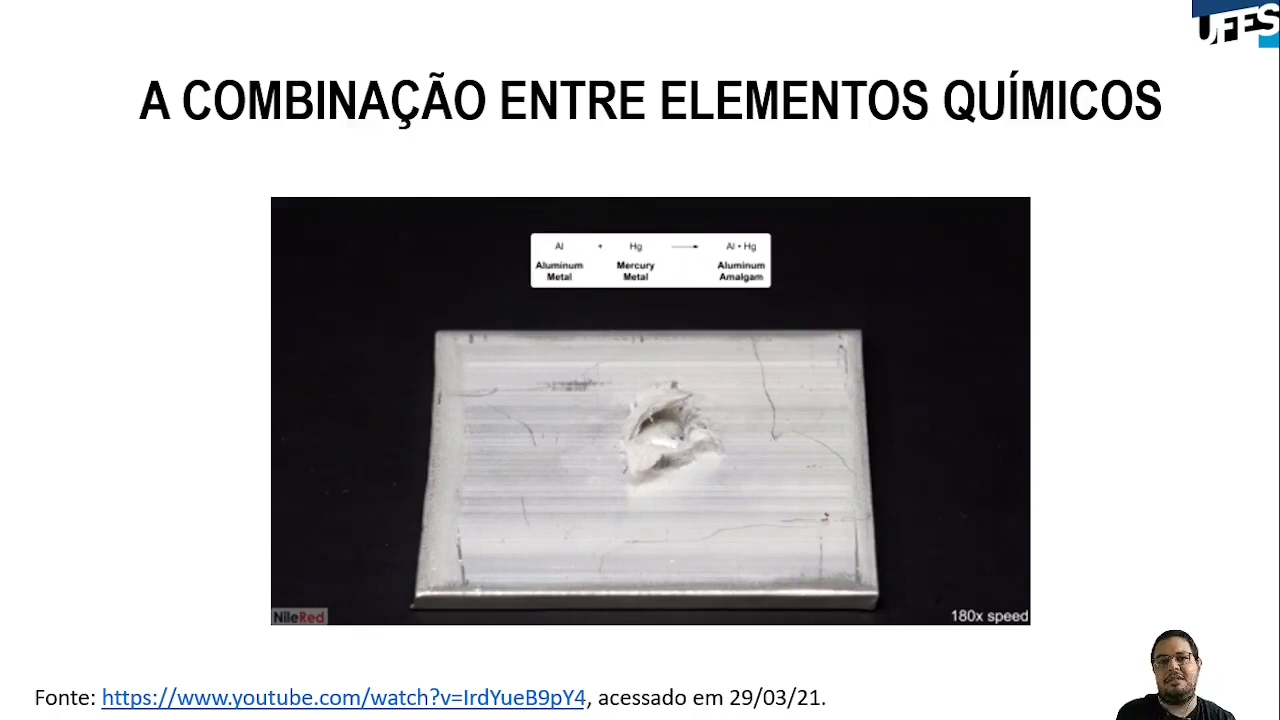 UFES
A COMBINAÇÃO ENTRE ELEMENTOS QUÍMICOS
Al + Hg → Al • Hg
Aluminum Mercury Aluminum
Metal Metal Amalgam
NileRed
180x speed
Fonte: https://www.youtube.com/watch?v=IrdYueB9pY4, acessado em 29/03/21.